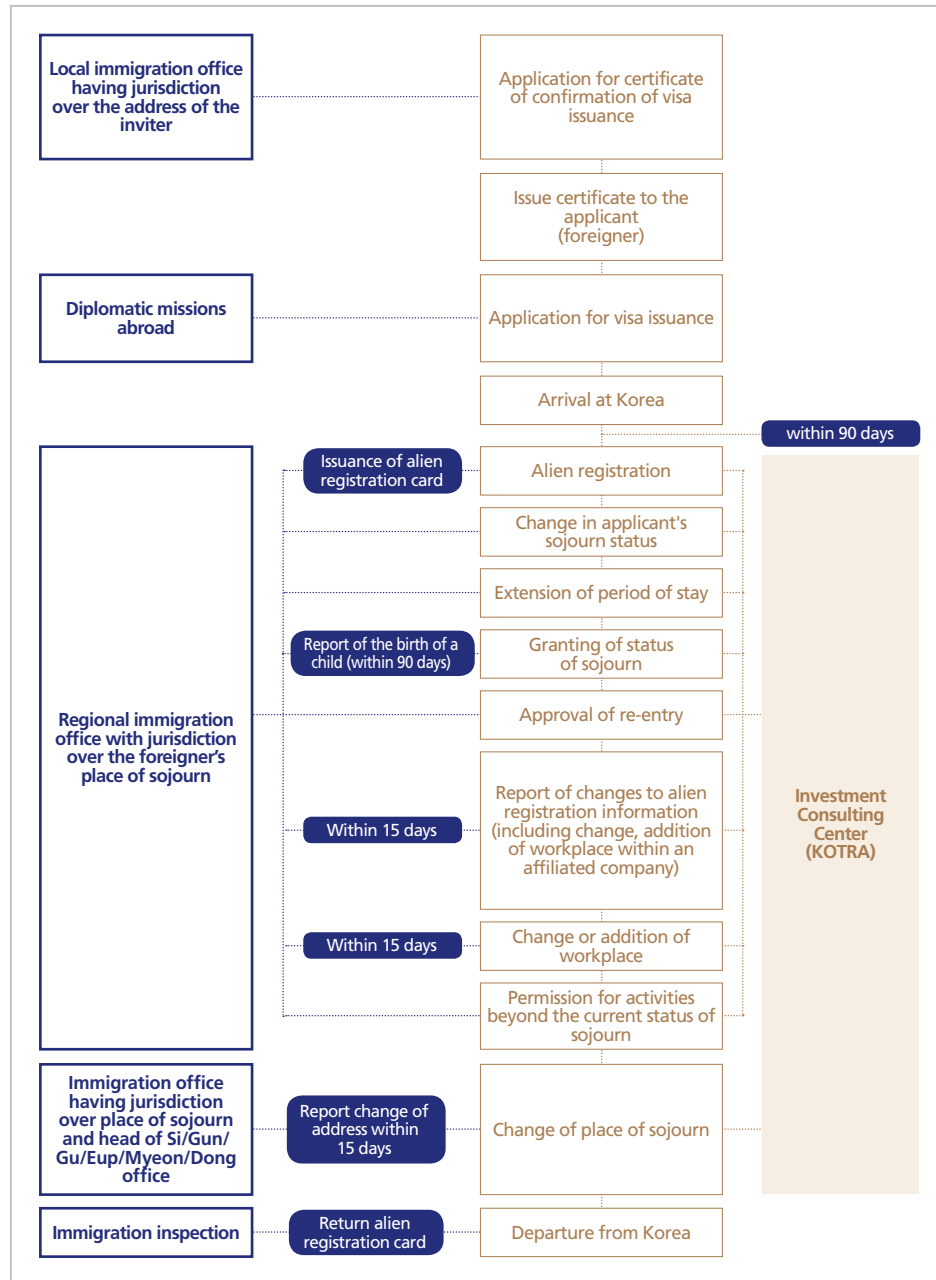 Local immigration office
having jurisdiction
over the address of the
inviter
Application for certificate
of confirmation of visa
issuance
Issue certificate to the
applicant
(foreigner)
Diplomatic missions
abroad
Application for visa issuance
Arrival at Korea
within 90 days
Issuance of alien
registration card
Alien registration
Change in applicant's
sojourn status
Extension of period of stay
Report of the birth of a
child (within 90 days)
Granting of status
of sojourn
Regional immigration
office with jurisdiction
over the foreigner's
place of sojourn
Approval of re-entry
Within 15 days
Report of changes to alien
registration information
(including change, addition
of workplace within an
affiliated company)
Investment
Consulting
Center
(KOTRA)
Within 15 days
Change or addition of
workplace
Permission for activities
beyond the current status of
sojourn
Immigration office
having jurisdiction
over place of sojourn
and head of Si/Gun/
Gu/Eup/Myeon/Dong
office
Report change of
address within
15 days
Change of place of sojourn
Immigration inspection
Return alien
registration card
Departure from Korea